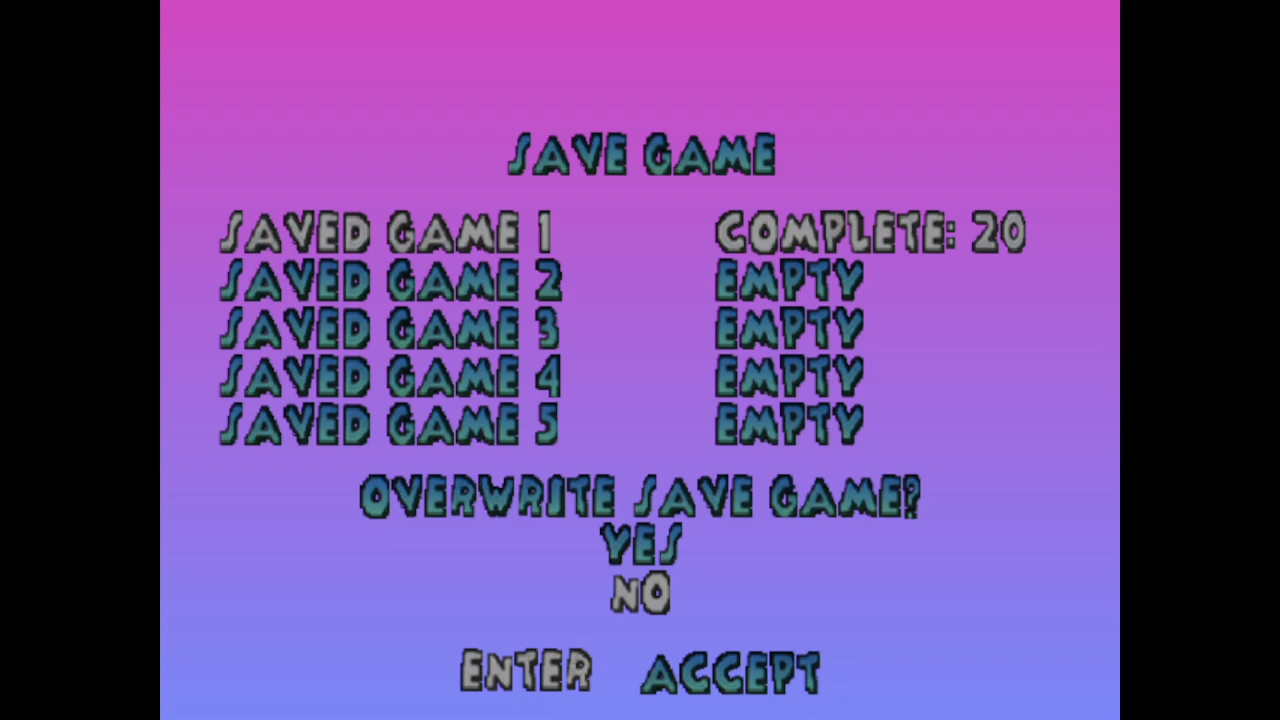 SAVE GAME
SAVED GAME 1 COMPLETE: 20
SAVED GAME 2 EMPTY
SAVED GAME 3 EMPTY
SAVED GAME 4 EMPTY
SAVED GAME 5 EMPTY
OVERWRITE SAVE GAME?
YES
NO
ENTER ACCEPT